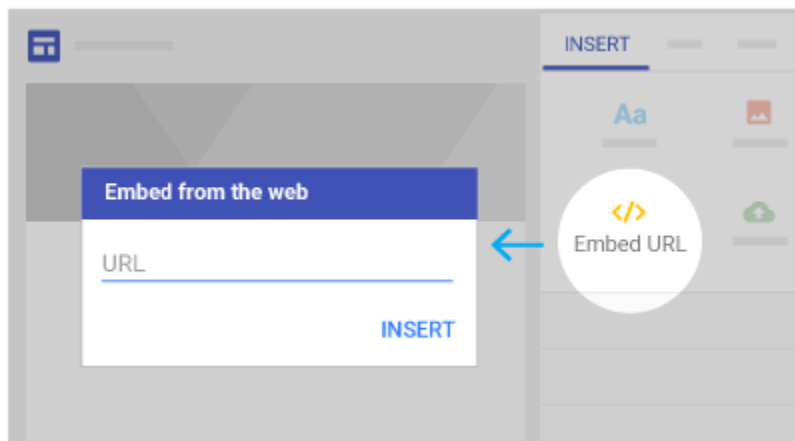 INSERT
Aa
Embed from the web
</>
Embed URL
URL
INSERT